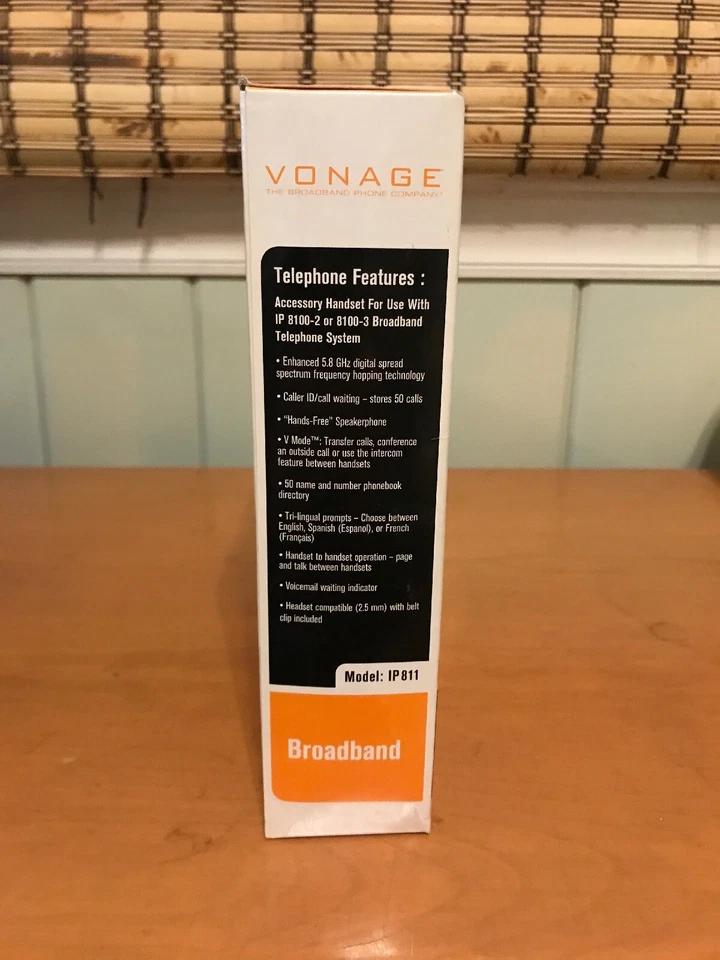 VONAGE
THE BROADBAND PHONE COMPANY
Telephone Features :
Accessory Handset For Use With
IP 8100-2 or 8100-3 Broadband
Telephone System
• Enhanced 5.8 GHz digital spread
spectrum frequency hopping technology
• Caller ID/call waiting – stores 50 calls
• "Hands-Free" Speakerphone
• V Mode™: Transfer calls, conference
an outside call or use the intercom
feature between handsets
• 50 name and number phonebook
directory
• Tri-lingual prompts – Choose between
English, Spanish (Espanol), or French
(Français)
• Handset to handset operation – page
and talk between handsets
• Voicemail waiting indicator
• Headset compatible (2.5 mm) with belt
clip included
Model: IP811
Broadband